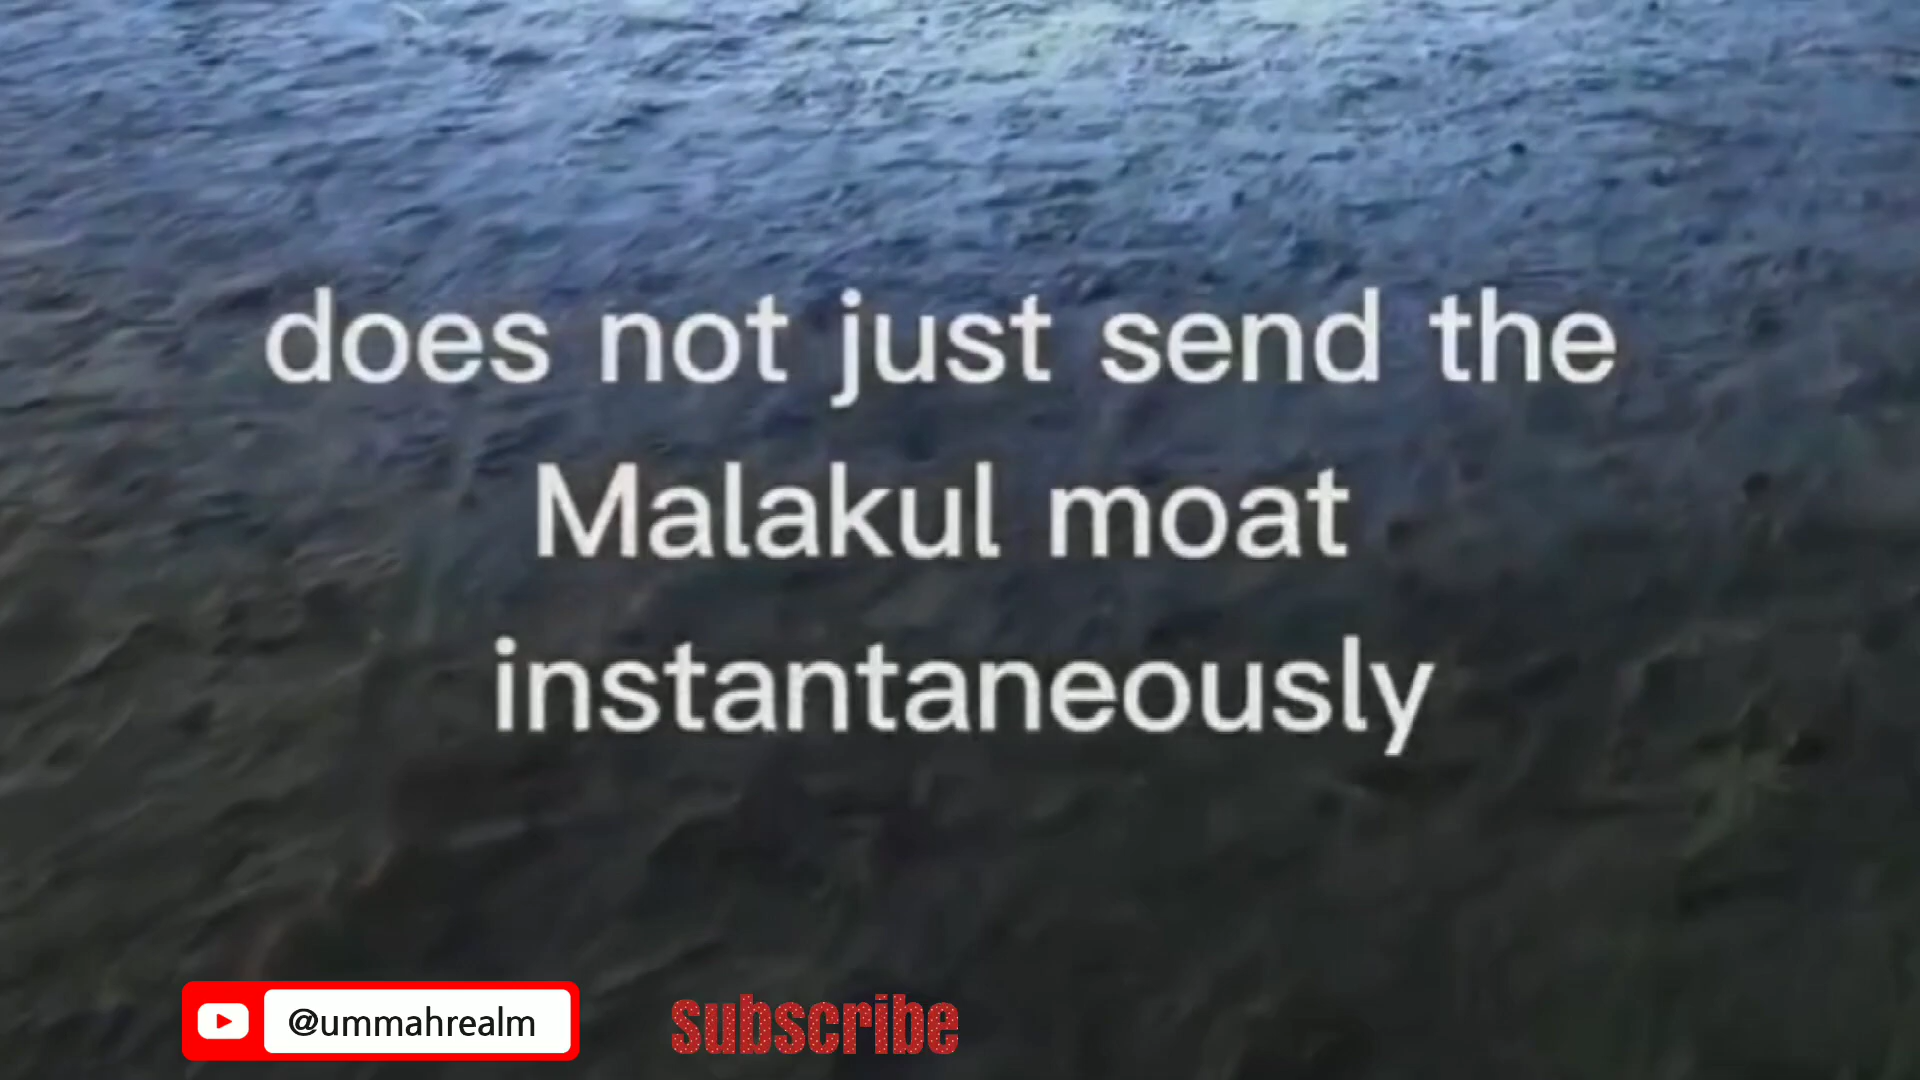 does not just send the
Malakul moat
instantaneously
@ummahrealm
subscribe